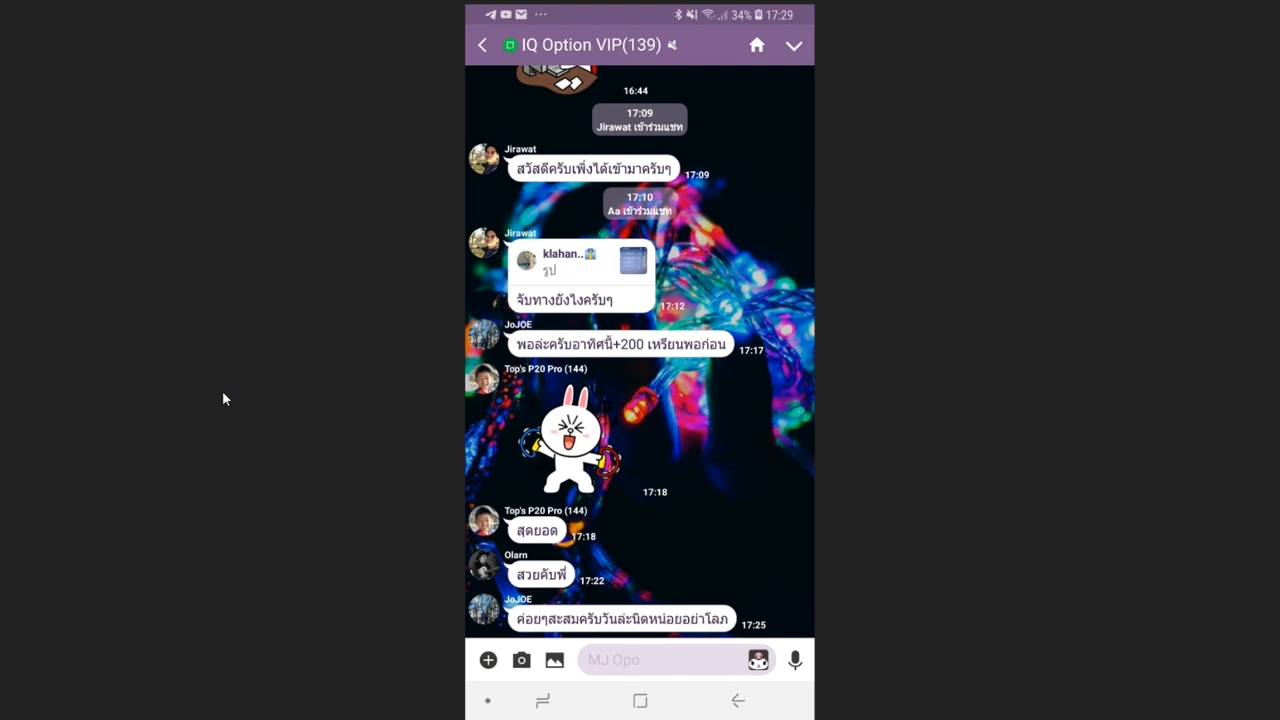 34% 17:29
IQ Option VIP(139)
16:44
17:09
Jirawat เข้าร่วมแชท
Jirawat
สวัสดีครับเพิ่งได้เข้ามาครับๆ
17:09
17:10
Aa เข้าร่วมแชท
Jirawat
klahan..
รูป
จับทางยังไงครับๆ
17:12
JoJOE
พอล่ะครับอาทิศนี้+200 เหรียนพอก่อน
17:17
Top's P20 Pro (144)
17:18
Top's P20 Pro (144)
สุดยอด
17:18
Olarn
สวยคับพี่
17:22
JoJOE
ค่อยๆสะสมครับวันล่ะนิดหน่อยอย่าโลภ
17:25
MJ Opo